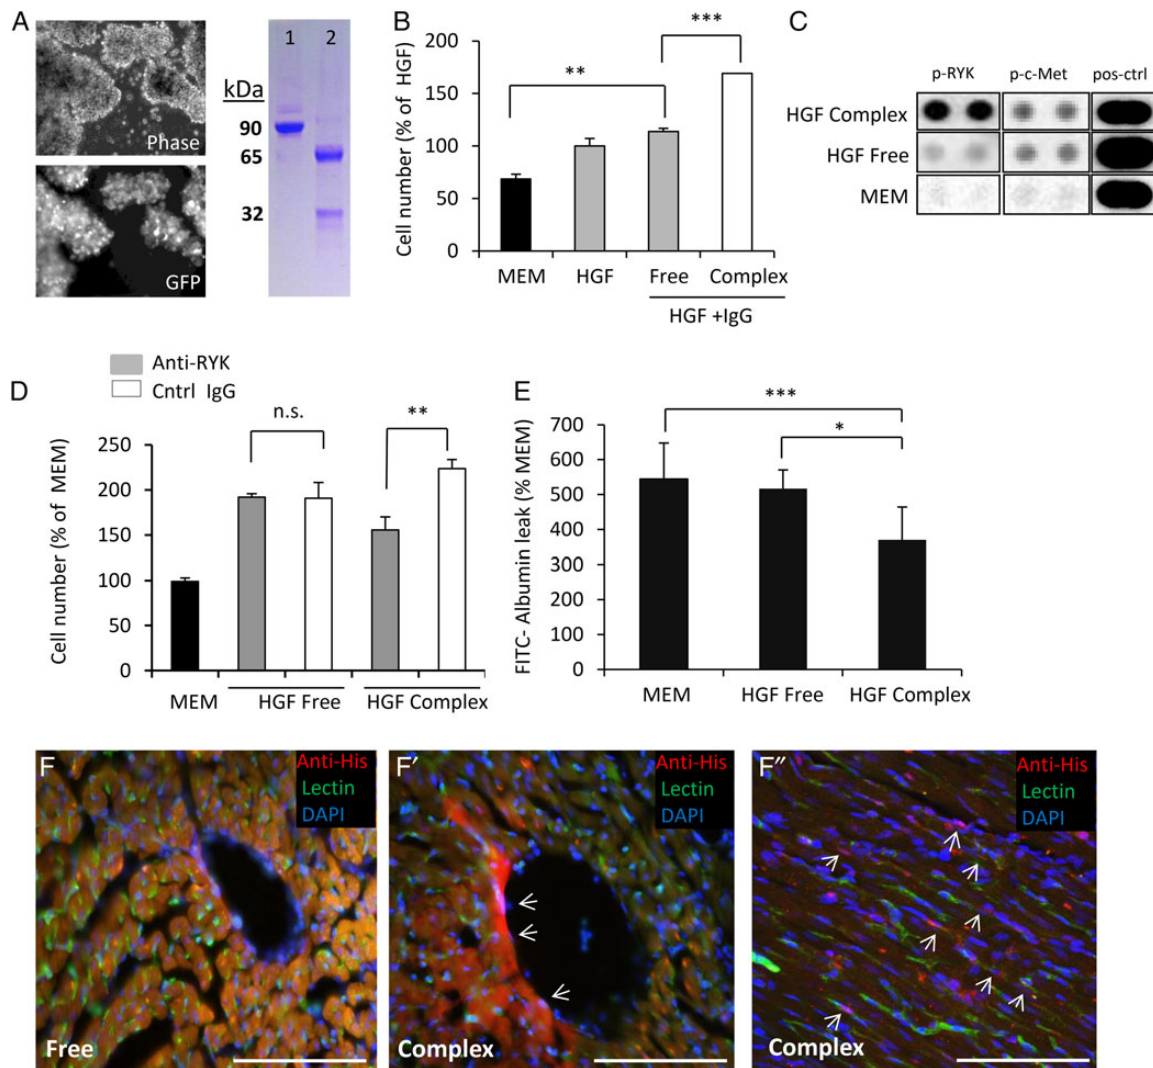 A
Phase
GFP
kDa
90
65
32
1 2
B
Cell number (% of HGF)
200
150
100
50
0
**
***
MEM HGF Free Complex
HGF +IgG
C
p-RYK p-c-Met pos-ctrl
HGF Complex
HGF Free
MEM
D
Anti-RYK
Cntrl IgG
Cell number (% of MEM)
250
200
150
100
50
0
n.s.
**
MEM HGF Free HGF Complex
E
FITC- Albumin leak (% MEM)
700
600
500
400
300
200
100
0
***
*
MEM HGF Free HGF Complex
F
Anti-His
Lectin
DAPI
Free
F′
Anti-His
Lectin
DAPI
Complex
F″
Anti-His
Lectin
DAPI
Complex